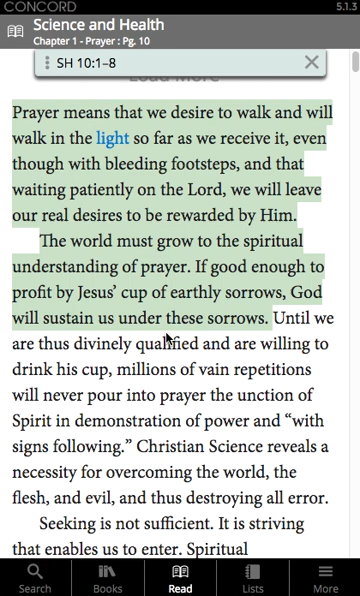 CONCORD 5.1.3
Science and Health
Chapter 1 - Prayer : Pg. 10
SH 10:1–8
Load More
Prayer means that we desire to walk and will
walk in the light so far as we receive it, even
though with bleeding footsteps, and that
waiting patiently on the Lord, we will leave
our real desires to be rewarded by Him.
The world must grow to the spiritual
understanding of prayer. If good enough to
profit by Jesus’ cup of earthly sorrows, God
will sustain us under these sorrows. Until we
are thus divinely qualified and are willing to
drink his cup, millions of vain repetitions
will never pour into prayer the unction of
Spirit in demonstration of power and “with
signs following.” Christian Science reveals a
necessity for overcoming the world, the
flesh, and evil, and thus destroying all error.
Seeking is not sufficient. It is striving
that enables us to enter. Spiritual
Search Books Read Lists More